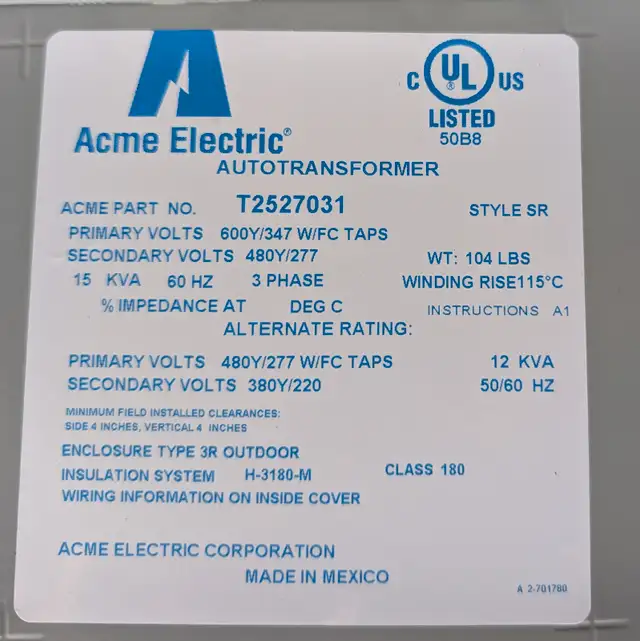 C UL ® US
LISTED
50B8
Acme Electric®
AUTOTRANSFORMER
ACME PART NO. T2527031 STYLE SR
PRIMARY VOLTS 600Y/347 W/FC TAPS
SECONDARY VOLTS 480Y/277 WT: 104 LBS
15 KVA 60 HZ 3 PHASE WINDING RISE115°C
% IMPEDANCE AT DEG C INSTRUCTIONS A1
ALTERNATE RATING:
PRIMARY VOLTS 480Y/277 W/FC TAPS 12 KVA
SECONDARY VOLTS 380Y/220 50/60 HZ
MINIMUM FIELD INSTALLED CLEARANCES:
SIDE 4 INCHES, VERTICAL 4 INCHES
ENCLOSURE TYPE 3R OUTDOOR
INSULATION SYSTEM H-3180-M CLASS 180
WIRING INFORMATION ON INSIDE COVER
ACME ELECTRIC CORPORATION
MADE IN MEXICO
A 2-701780